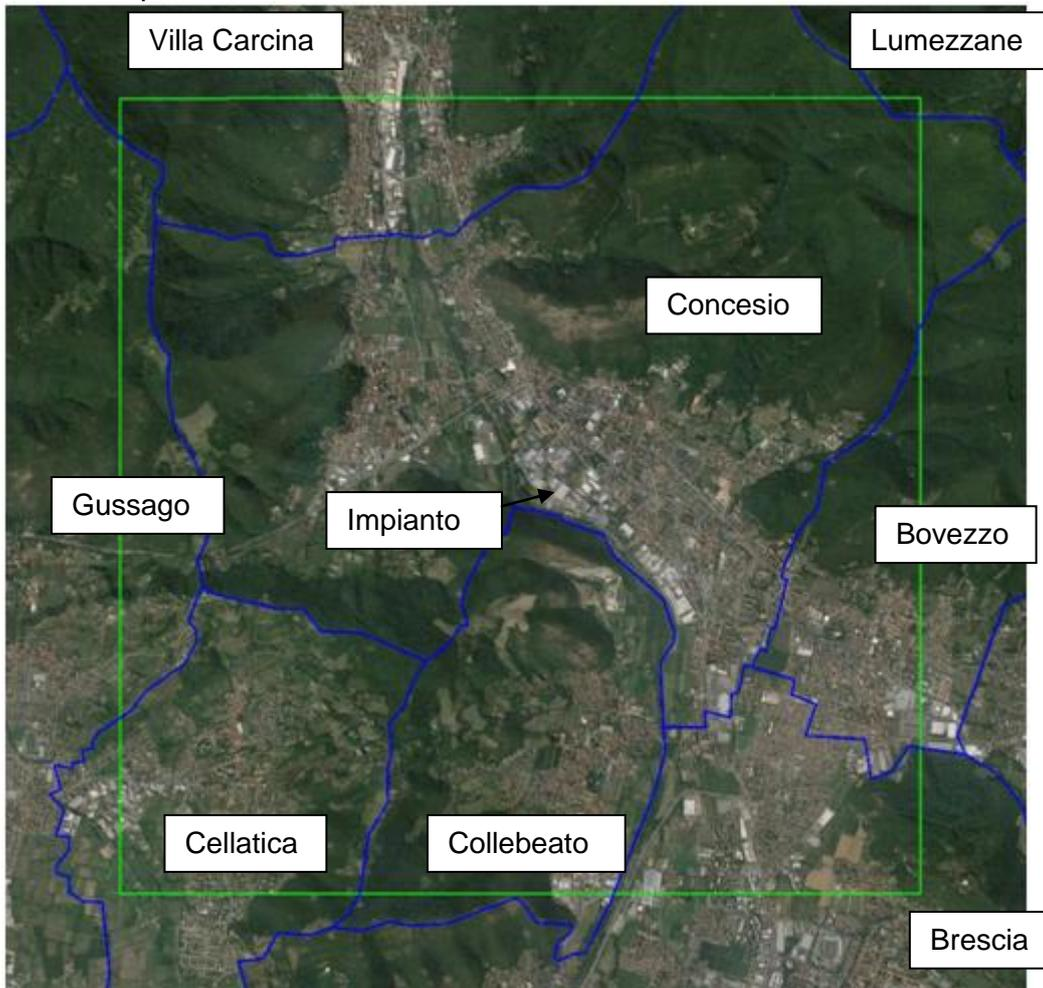 Villa Carcina
Lumezzane
Concesio
Gussago
Impianto
Bovezzo
Cellatica
Collebeato
Brescia